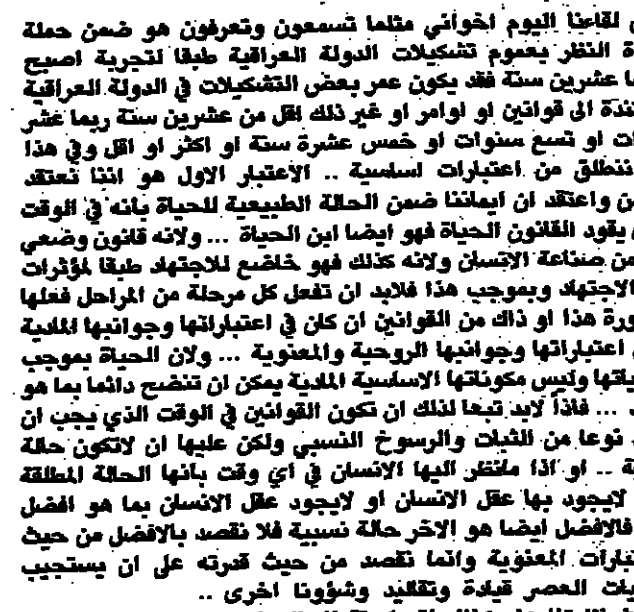 لقاءنا اليوم اخواني مثلما تسمعون وتعرفون هو ضمن حملة
النظر بعموم تشكيلات الدولة العراقية طبقا لتجربة اصبح
عشرين سنة فقد يكون عمر بعض التشكيلات في الدولة العراقية
الى قوانين او اوامر او غير ذلك اقل من عشرين سنة ربما عشر
او تسع سنوات او خمس عشرة سنة او اكثر او اقل وفي هذا
ننطلق من اعتبارات اساسية .. الاعتبار الاول هو اننا نعتقد
واعتقد ان ايماننا ضمن الحالة الطبيعية للحياة بأنه في الوقت
يقود القانون الحياة فهو ايضا ابن الحياة ... ولانه قانون وضعي
من صناعة الانسان ولانه كذلك فهو خاضع للاجتهاد طبقا لمؤثرات
الاجتهاد وبموجب هذا فلابد ان تفعل كل مرحلة من المراحل فعلها
هذا او ذاك من القوانين ان كان في اعتباراتها وجوانبها المادية
اعتباراتها وجوانبها الروحية والمعنوية ... ولان الحياة بموجب
وليس مكوناتها الاساسية المادية يمكن ان تنضح دائما بما هو
... فاذاً لابد تبعا لذلك ان تكون القوانين في الوقت الذي يجب ان
نوعا من الثبات والرسوخ النسبي ولكن عليها ان لاتكون حالة
.. او اذا مانظر اليها الانسان في اي وقت بأنها الحالة المطلقة
لايجود بها عقل الانسان او لايجود عقل الانسان بما هو افضل
فالافضل ايضا هو الاخر حالة نسبية فلا نقصد بالافضل من حيث
المعنوية وانما نقصد من حيث قدرته على ان يستجيب
العصر قيادة وتقاليد وشؤونا اخرى ..